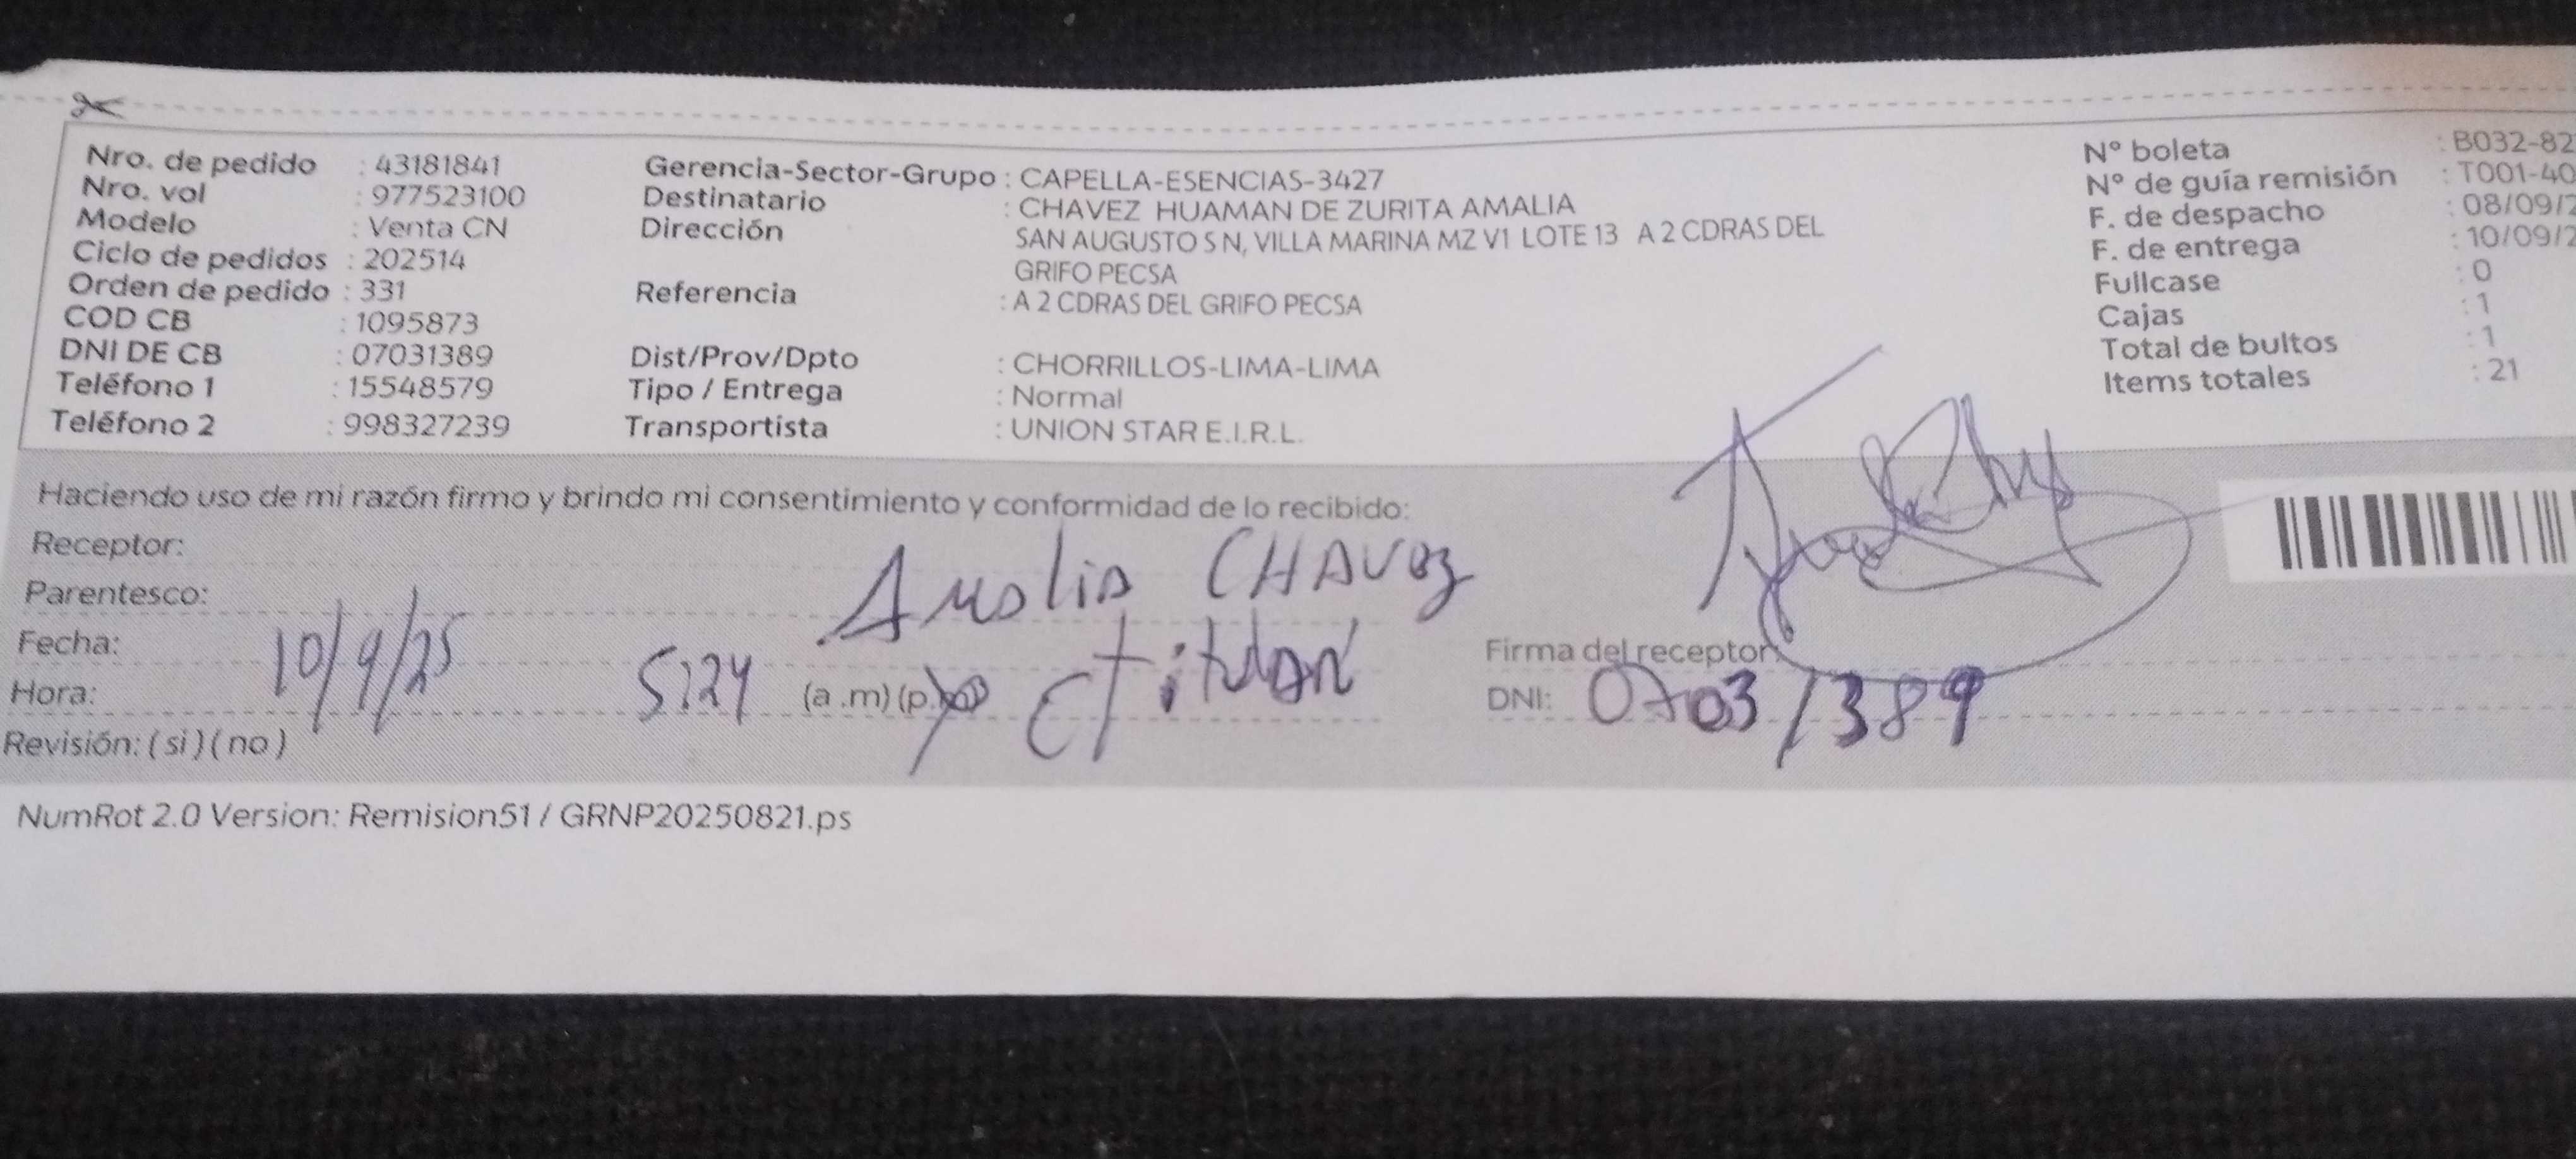 Nro. de pedido : 43181841
Nro. vol : 977523100
Modelo : Venta CN
Ciclo de pedidos : 202514
Orden de pedido : 331
COD CB : 1095873
DNI DE CB : 07031389
Teléfono 1 : 15548579
Teléfono 2 : 998327239
Gerencia-Sector-Grupo : CAPELLA-ESENCIAS-3427
Destinatario : CHAVEZ HUAMAN DE ZURITA AMALIA
Dirección SAN AUGUSTO S N, VILLA MARINA MZ V1 LOTE 13 A 2 CDRAS DEL
GRIFO PECSA
Referencia : A 2 CDRAS DEL GRIFO PECSA
Dist/Prov/Dpto : CHORRILLOS-LIMA-LIMA
Tipo / Entrega : Normal
Transportista : UNION STAR E.I.R.L.
N° boleta : B032-82
N° de guía remisión : T001-40
F. de despacho : 08/09/2
F. de entrega : 10/09/2
Fullcase : 0
Cajas : 1
Total de bultos : 1
Items totales : 21
Haciendo uso de mi razón firmo y brindo mi consentimiento y conformidad de lo recibido:
Receptor: Amalia CHAVEZ
Parentesco: titular
Fecha: 10/9/25
Hora: 5:24 (a.m) (p.
Revisión: ( si ) ( no )
Firma del receptor:
DNI: 07031389
NumRot 2.0 Version: Remision51 / GRNP20250821.ps